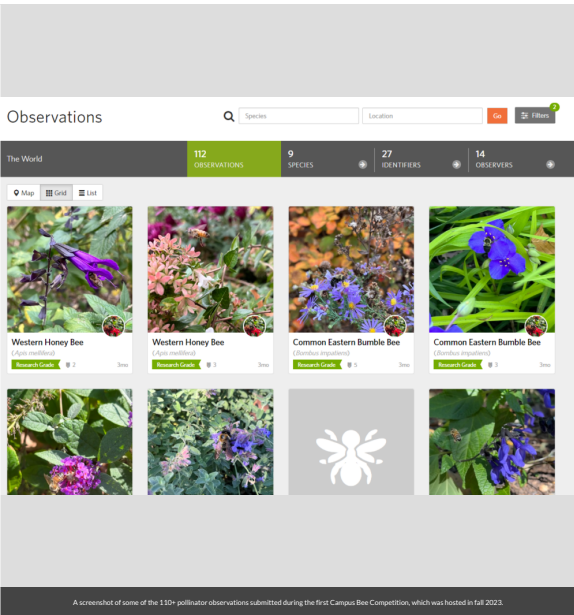 Observations
Species
Location
Go
Filters
2
The World
112
OBSERVATIONS
9
SPECIES
27
IDENTIFIERS
14
OBSERVERS
Map
Grid
List
Western Honey Bee
(Apis mellifera)
Research Grade 2 3mo
Western Honey Bee
(Apis mellifera)
Research Grade 3 3mo
Common Eastern Bumble Bee
(Bombus impatiens)
Research Grade 5 3mo
Common Eastern Bumble Bee
(Bombus impatiens)
Research Grade 3 3mo
A screenshot of some of the 110+ pollinator observations submitted during the first Campus Bee Competition, which was hosted in fall 2023.